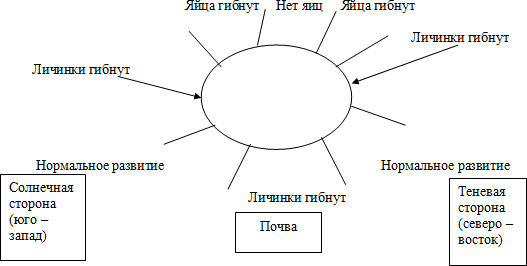 Яйца гибнут Нет яиц Яйца гибнут
Личинки гибнут
Личинки гибнут
Нормальное развитие
Нормальное развитие
Солнечная
сторона
(юго –
запад)
Личинки гибнут
Почва
Теневая
сторона
(северо –
восток)